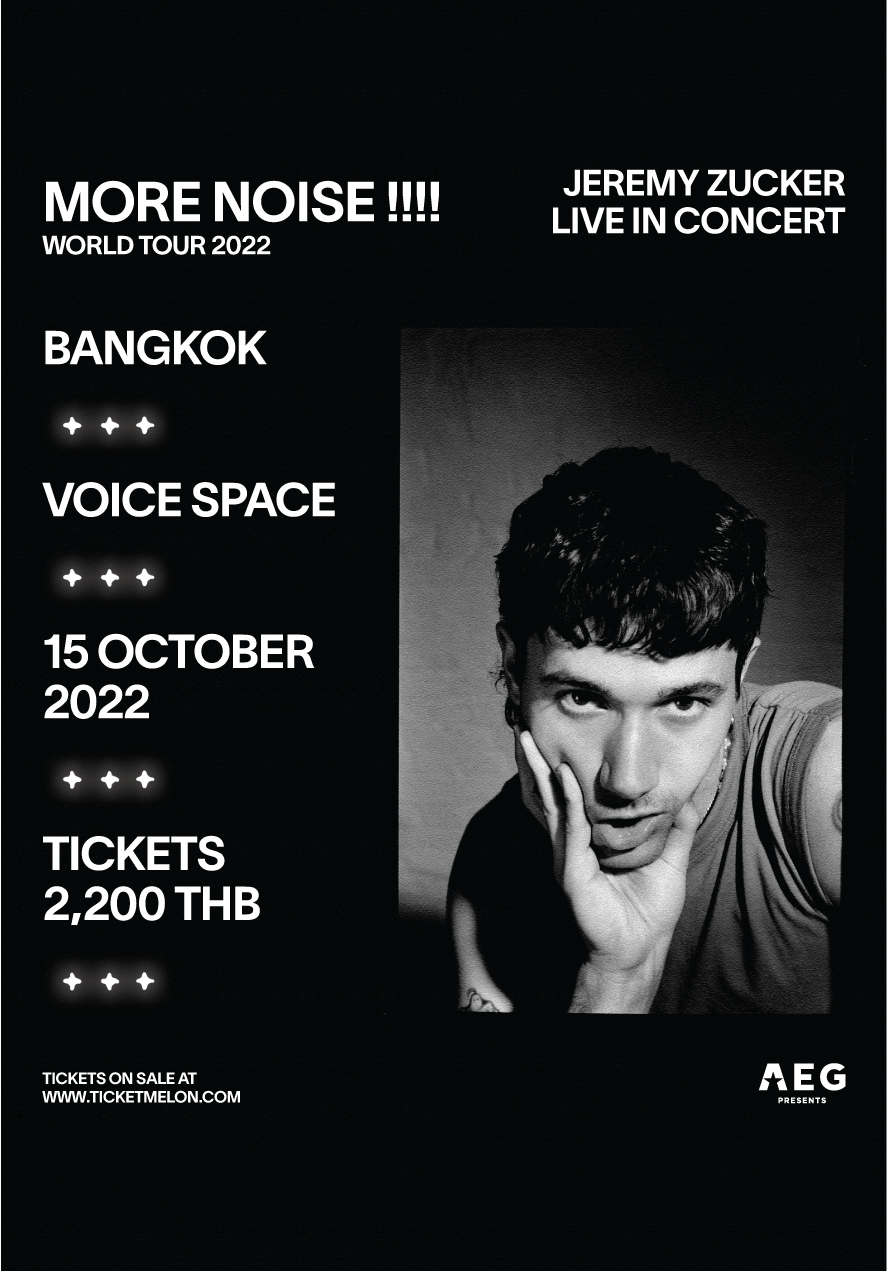 MORE NOISE !!!!
WORLD TOUR 2022
JEREMY ZUCKER
LIVE IN CONCERT
BANGKOK
VOICE SPACE
15 OCTOBER
2022
TICKETS
2,200 THB
TICKETS ON SALE AT
WWW.TICKETMELON.COM
AEG
PRESENTS